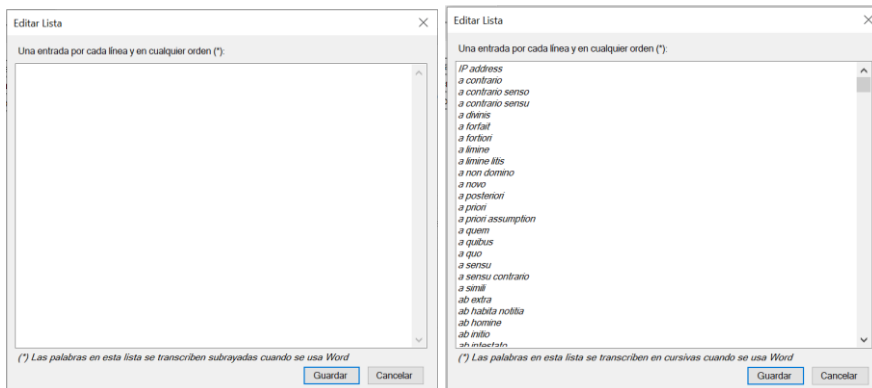 Editar Lista
Una entrada por cada línea y en cualquier orden (*):
(*) Las palabras en esta lista se transcriben subrayadas cuando se usa Word
Guardar
Cancelar
Editar Lista
Una entrada por cada línea y en cualquier orden (*):
IP address
a contrario
a contrario senso
a contrario sensu
a divinis
a forfait
a fortiori
a limine
a limine litis
a non domino
a novo
a posteriori
a priori
a priori assumption
a quem
a quibus
a quo
a sensu
a sensu contrario
a simili
ab extra
ab habita notitia
ab homine
ab initio
ab intestato
(*) Las palabras en esta lista se transcriben en cursivas cuando se usa Word
Guardar
Cancelar